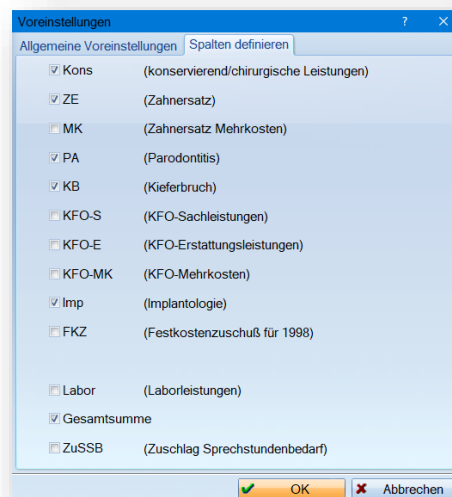 Voreinstellungen ? ×
Allgemeine Voreinstellungen Spalten definieren
Kons (konservierend/chirurgische Leistungen)
ZE (Zahnersatz)
MK (Zahnersatz Mehrkosten)
PA (Parodontitis)
KB (Kieferbruch)
KFO-S (KFO-Sachleistungen)
KFO-E (KFO-Erstattungsleistungen)
KFO-MK (KFO-Mehrkosten)
Imp (Implantologie)
FKZ (Festkostenzuschuß für 1998)
Labor (Laborleistungen)
Gesamtsumme
ZuSSB (Zuschlag Sprechstundenbedarf)
OK Abbrechen